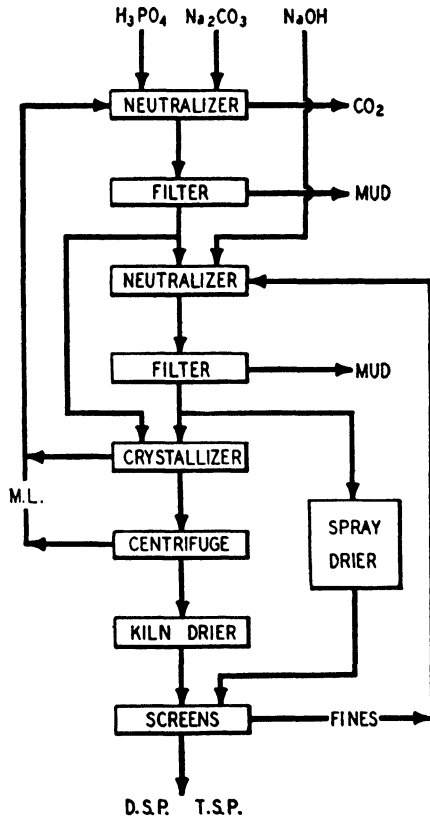 H₃PO₄ Na₂CO₃ NaOH
NEUTRALIZER
CO₂
FILTER
MUD
NEUTRALIZER
FILTER
MUD
CRYSTALLIZER
M.L.
CENTRIFUGE
SPRAY
DRIER
KILN DRIER
SCREENS
FINES
D.S.P. T.S.P.